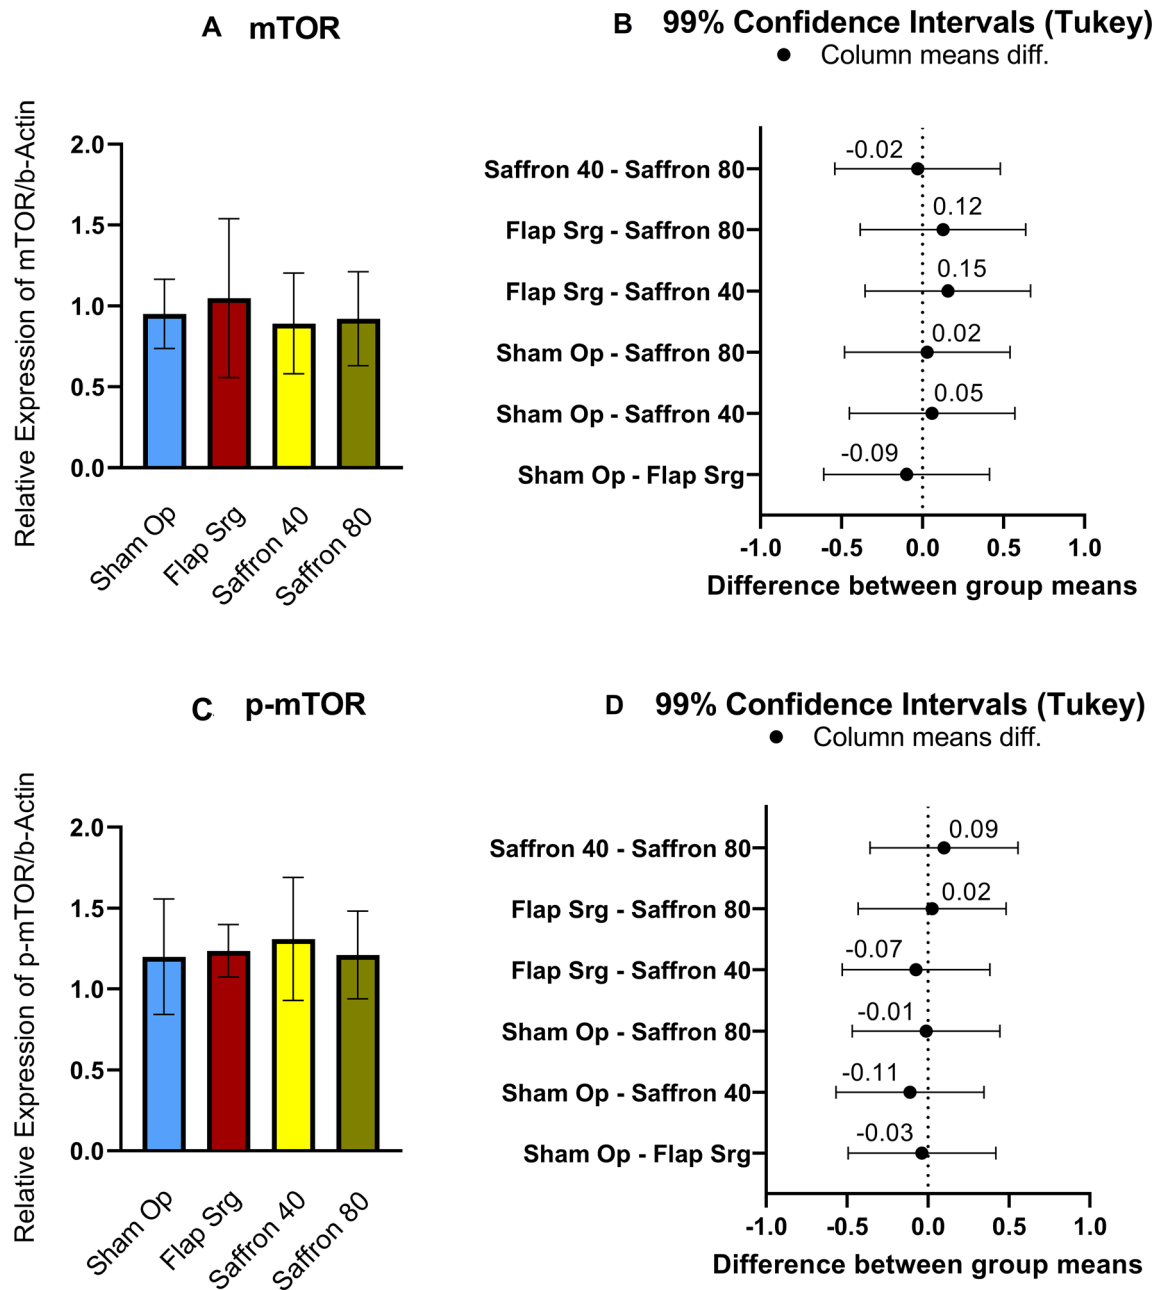 A mTOR
Relative Expression of mTOR/b-Actin
2.0
1.5
1.0
0.5
0.0
Sham Op
Flap Srg
Saffron 40
Saffron 80
B 99% Confidence Intervals (Tukey)
Column means diff.
Saffron 40 - Saffron 80 -0.02
Flap Srg - Saffron 80 0.12
Flap Srg - Saffron 40 0.15
Sham Op - Saffron 80 0.02
Sham Op - Saffron 40 0.05
Sham Op - Flap Srg -0.09
-1.0 -0.5 0.0 0.5 1.0
Difference between group means
C p-mTOR
Relative Expression of p-mTOR/b-Actin
2.0
1.5
1.0
0.5
0.0
Sham Op
Flap Srg
Saffron 40
Saffron 80
D 99% Confidence Intervals (Tukey)
Column means diff.
Saffron 40 - Saffron 80 0.09
Flap Srg - Saffron 80 0.02
Flap Srg - Saffron 40 -0.07
Sham Op - Saffron 80 -0.01
Sham Op - Saffron 40 -0.11
Sham Op - Flap Srg -0.03
-1.0 -0.5 0.0 0.5 1.0
Difference between group means